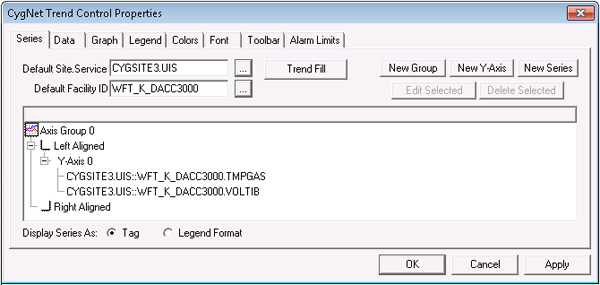 CygNet Trend Control Properties
Series Data Graph Legend Colors Font Toolbar Alarm Limits
Default Site.Service CYGSITE3.UIS ... Trend Fill New Group New Y-Axis New Series
Default Facility ID WFT_K_DACC3000 ... Edit Selected Delete Selected
Axis Group 0
Left Aligned
Y-Axis 0
CYGSITE3.UIS::WFT_K_DACC3000.TMPGAS
CYGSITE3.UIS::WFT_K_DACC3000.VOLTIB
Right Aligned
Display Series As: Tag Legend Format
OK Cancel Apply